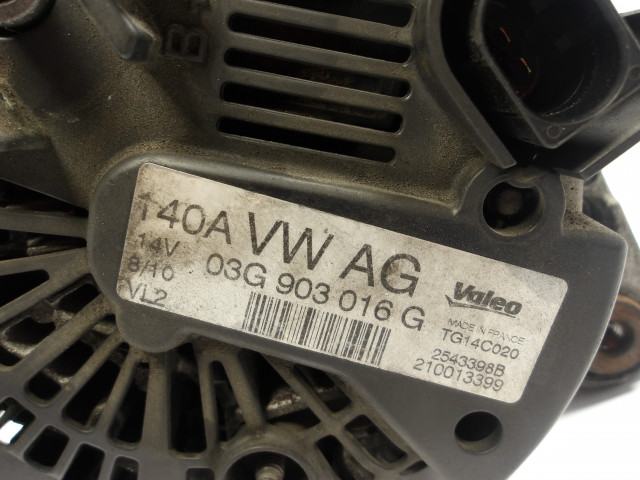 B+
140A VW AG
14V
8/10
VL2
03G 903 016 G
Valeo
MADE IN FRANCE
TG14C020
2543398B
210013399